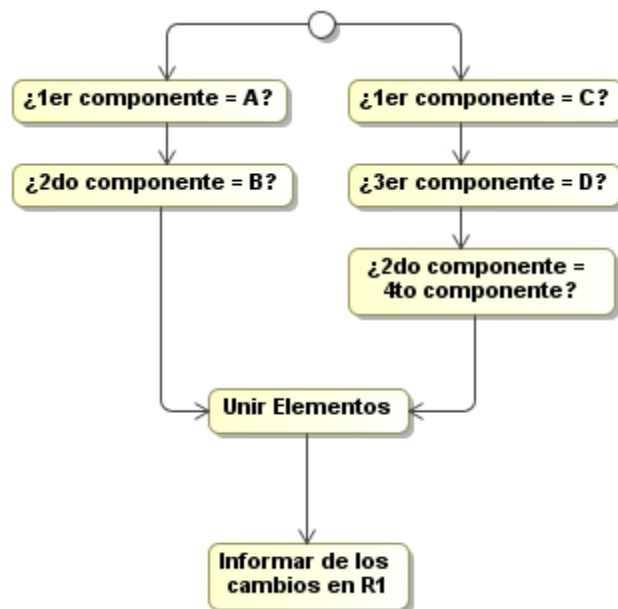 ¿1er componente = A?
¿1er componente = C?
¿2do componente = B?
¿3er componente = D?
¿2do componente =
4to componente?
Unir Elementos
Informar de los
cambios en R1